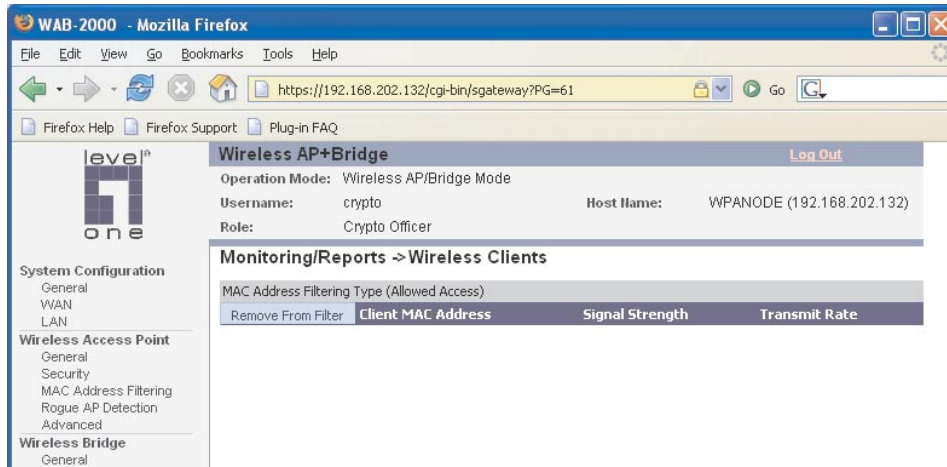 WAB-2000 - Mozilla Firefox
File Edit View Go Bookmarks Tools Help
https://192.168.202.132/cgi-bin/sgateway?PG=61 Go G
Firefox Help Firefox Support Plug-in FAQ
level®
one
Wireless AP+Bridge Log Out
Operation Mode: Wireless AP/Bridge Mode
Username: crypto Host Name: WPANODE (192.168.202.132)
Role: Crypto Officer
Monitoring/Reports -> Wireless Clients
MAC Address Filtering Type (Allowed Access)
Remove From Filter Client MAC Address Signal Strength Transmit Rate
System Configuration
General
WAN
LAN
Wireless Access Point
General
Security
MAC Address Filtering
Rogue AP Detection
Advanced
Wireless Bridge
General